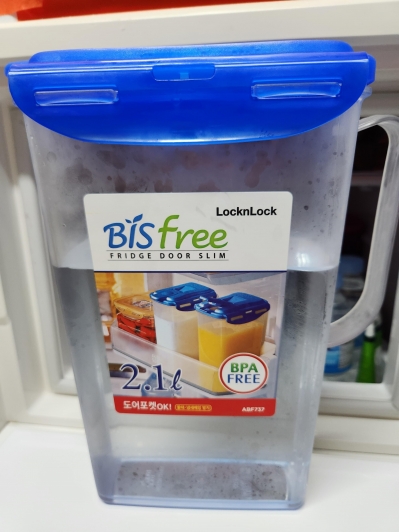 LocknLock
BiSfree
FRIDGE DOOR SLIM
BPA
FREE
2.1ℓ
도어포켓OK!
ABF737